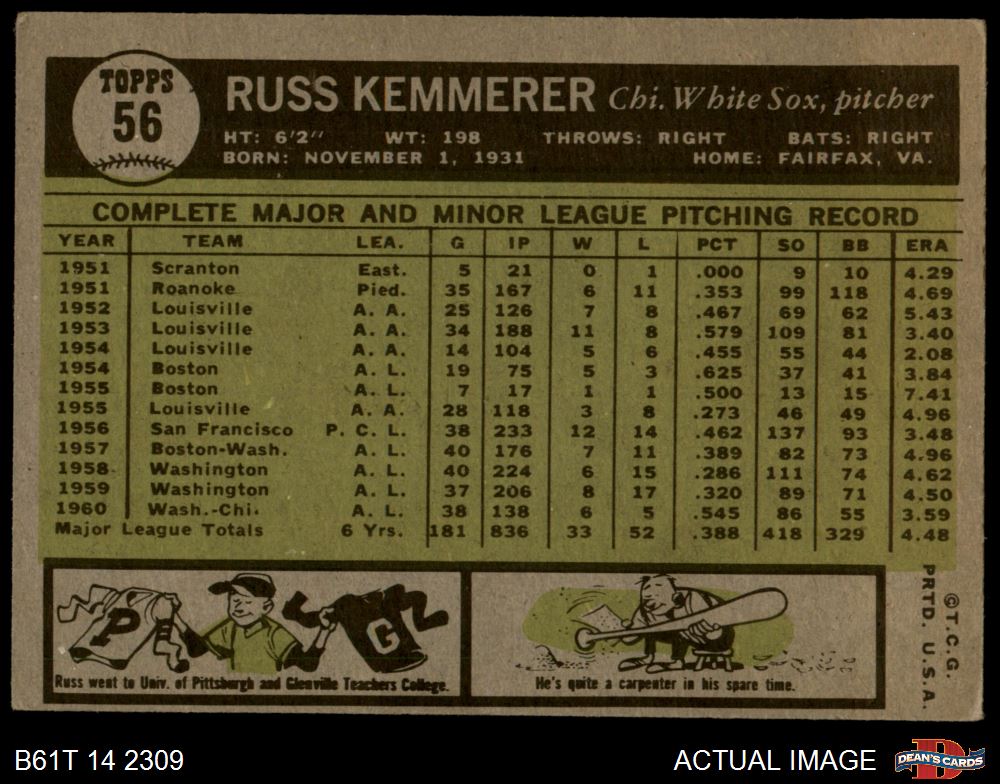 TOPPS
56
RUSS KEMMERER Chi. White Sox, pitcher
HT: 6'2" WT: 198 THROWS: RIGHT BATS: RIGHT
BORN: NOVEMBER 1, 1931 HOME: FAIRFAX, VA.
COMPLETE MAJOR AND MINOR LEAGUE PITCHING RECORD
YEAR TEAM LEA. G IP W L PCT SO BB ERA
1951 Scranton East. 5 21 0 1 .000 9 10 4.29
1951 Roanoke Pied. 35 167 6 11 .353 99 118 4.69
1952 Louisville A. A. 25 126 7 8 .467 69 62 5.43
1953 Louisville A. A. 34 188 11 8 .579 109 81 3.40
1954 Louisville A. A. 14 104 5 6 .455 55 44 2.08
1954 Boston A. L. 19 75 5 3 .625 37 41 3.84
1955 Boston A. L. 7 17 1 1 .500 13 15 7.41
1955 Louisville A. A. 28 118 3 8 .273 46 49 4.96
1956 San Francisco P. C. L. 38 233 12 14 .462 137 93 3.48
1957 Boston-Wash. A. L. 40 176 7 11 .389 82 73 4.96
1958 Washington A. L. 40 224 6 15 .286 111 74 4.62
1959 Washington A. L. 37 206 8 17 .320 89 71 4.50
1960 Wash.-Chi. A. L. 38 138 6 5 .545 86 55 3.59
Major League Totals 6 Yrs. 181 836 33 52 .388 418 329 4.48
P
G
Russ went to Univ. of Pittsburgh and Glenville Teachers College.
He's quite a carpenter in his spare time.
©T.C.G.
PRTD. U.S.A.
B61T 14 2309
ACTUAL IMAGE
D
DEAN'S CARDS